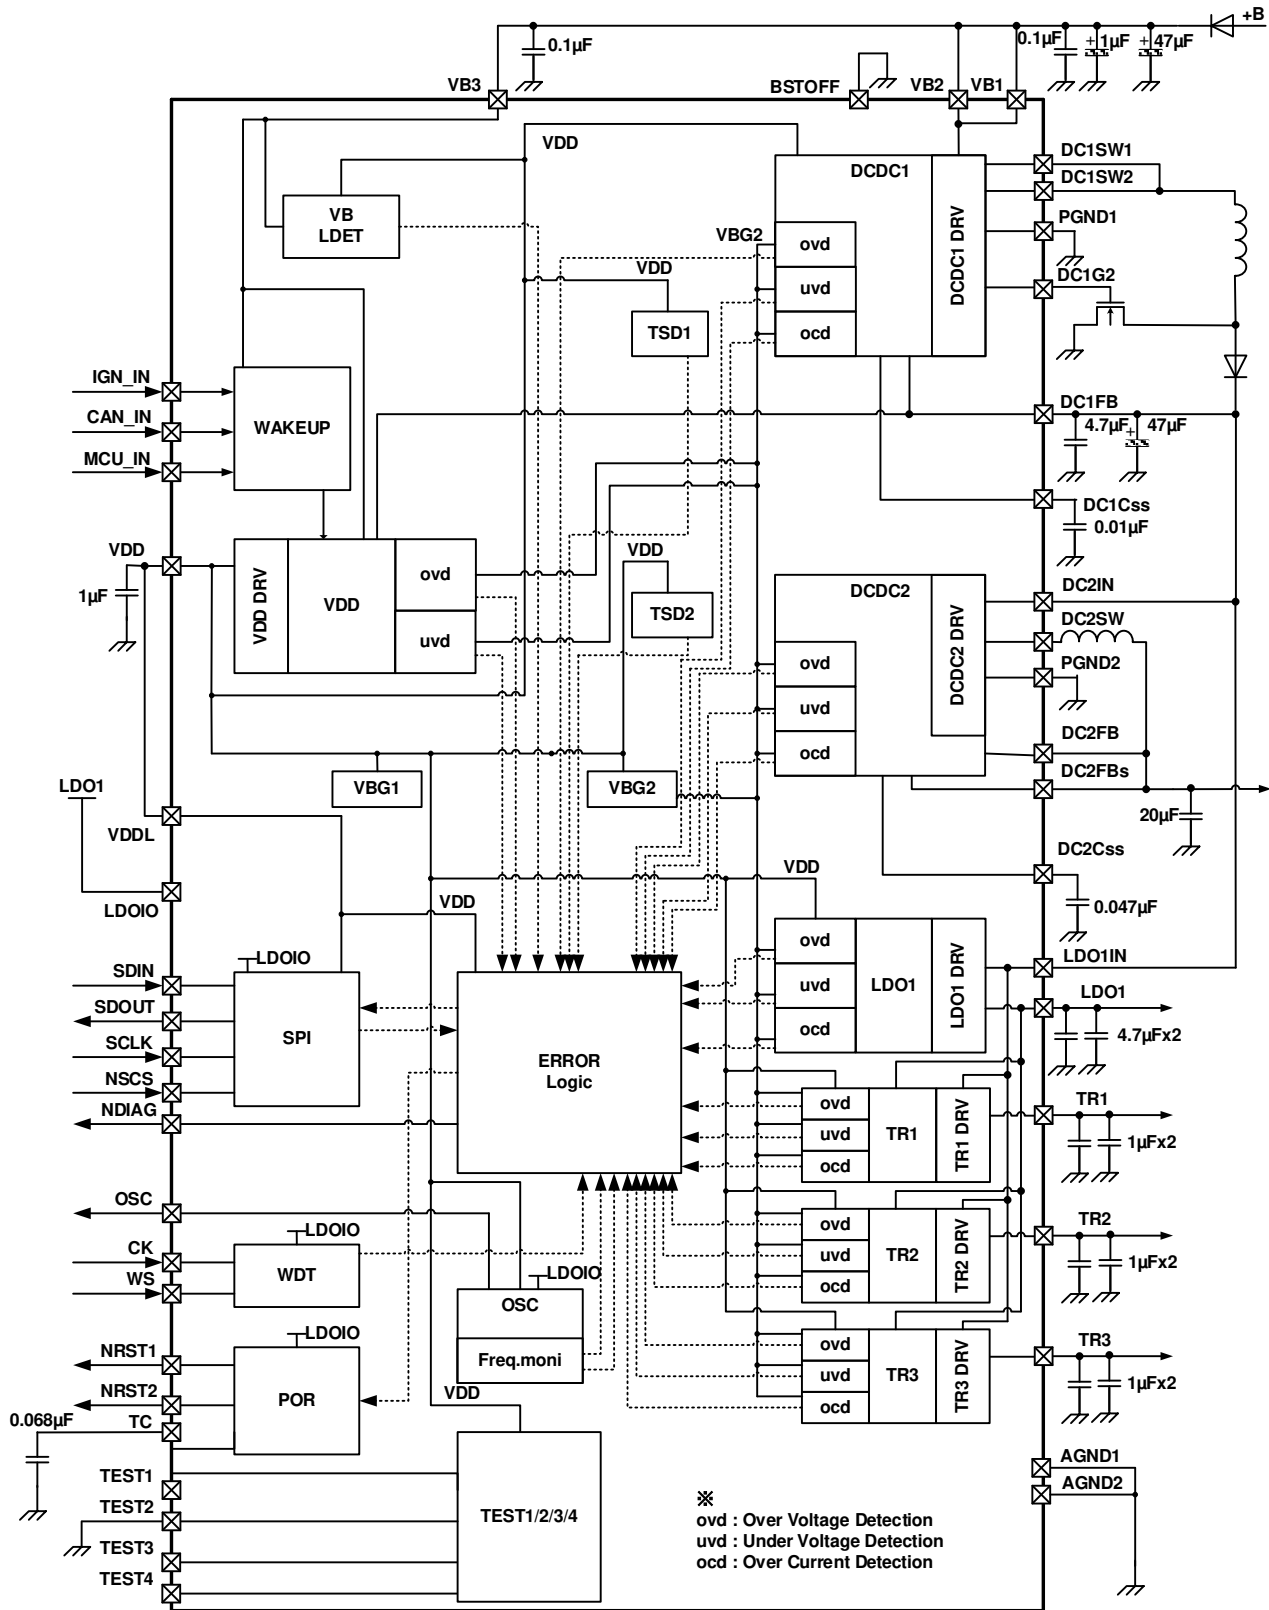 +B
0.1µF
0.1µF
1µF
47µF
VB3
BSTOFF
VB2
VB1
VDD
DCDC1
DC1SW1
DC1SW2
VB
LDET
VBG2
ovd
uvd
ocd
DCDC1 DRV
PGND1
VDD
TSD1
DC1G2
IGN_IN
CAN_IN
MCU_IN
WAKEUP
DC1FB
4.7µF
47µF
DC1Css
0.01µF
VDD
1µF
VDD DRV
VDD
ovd
uvd
VDD
TSD2
DCDC2
DCDC2 DRV
ovd
uvd
ocd
DC2IN
DC2SW
PGND2
DC2FB
DC2FBs
20µF
VBG1
VBG2
LDO1
VDDL
LDOIO
DC2Css
0.047µF
VDD
VDD
LDOIO
SDIN
SDOUT
SCLK
NSCS
NDIAG
SPI
ERROR
Logic
ovd
uvd
ocd
LDO1
LDO1 DRV
LDO1IN
LDO1
4.7µFx2
ovd
uvd
ocd
TR1
TR1 DRV
TR1
1µFx2
OSC
CK
WS
LDOIO
WDT
LDOIO
OSC
Freq.moni
ovd
uvd
ocd
TR2
TR2 DRV
TR2
1µFx2
NRST1
NRST2
TC
0.068µF
LDOIO
POR
VDD
ovd
uvd
ocd
TR3
TR3 DRV
TR3
1µFx2
TEST1
TEST2
TEST3
TEST4
TEST1/2/3/4
AGND1
AGND2
※
ovd : Over Voltage Detection
uvd : Under Voltage Detection
ocd : Over Current Detection